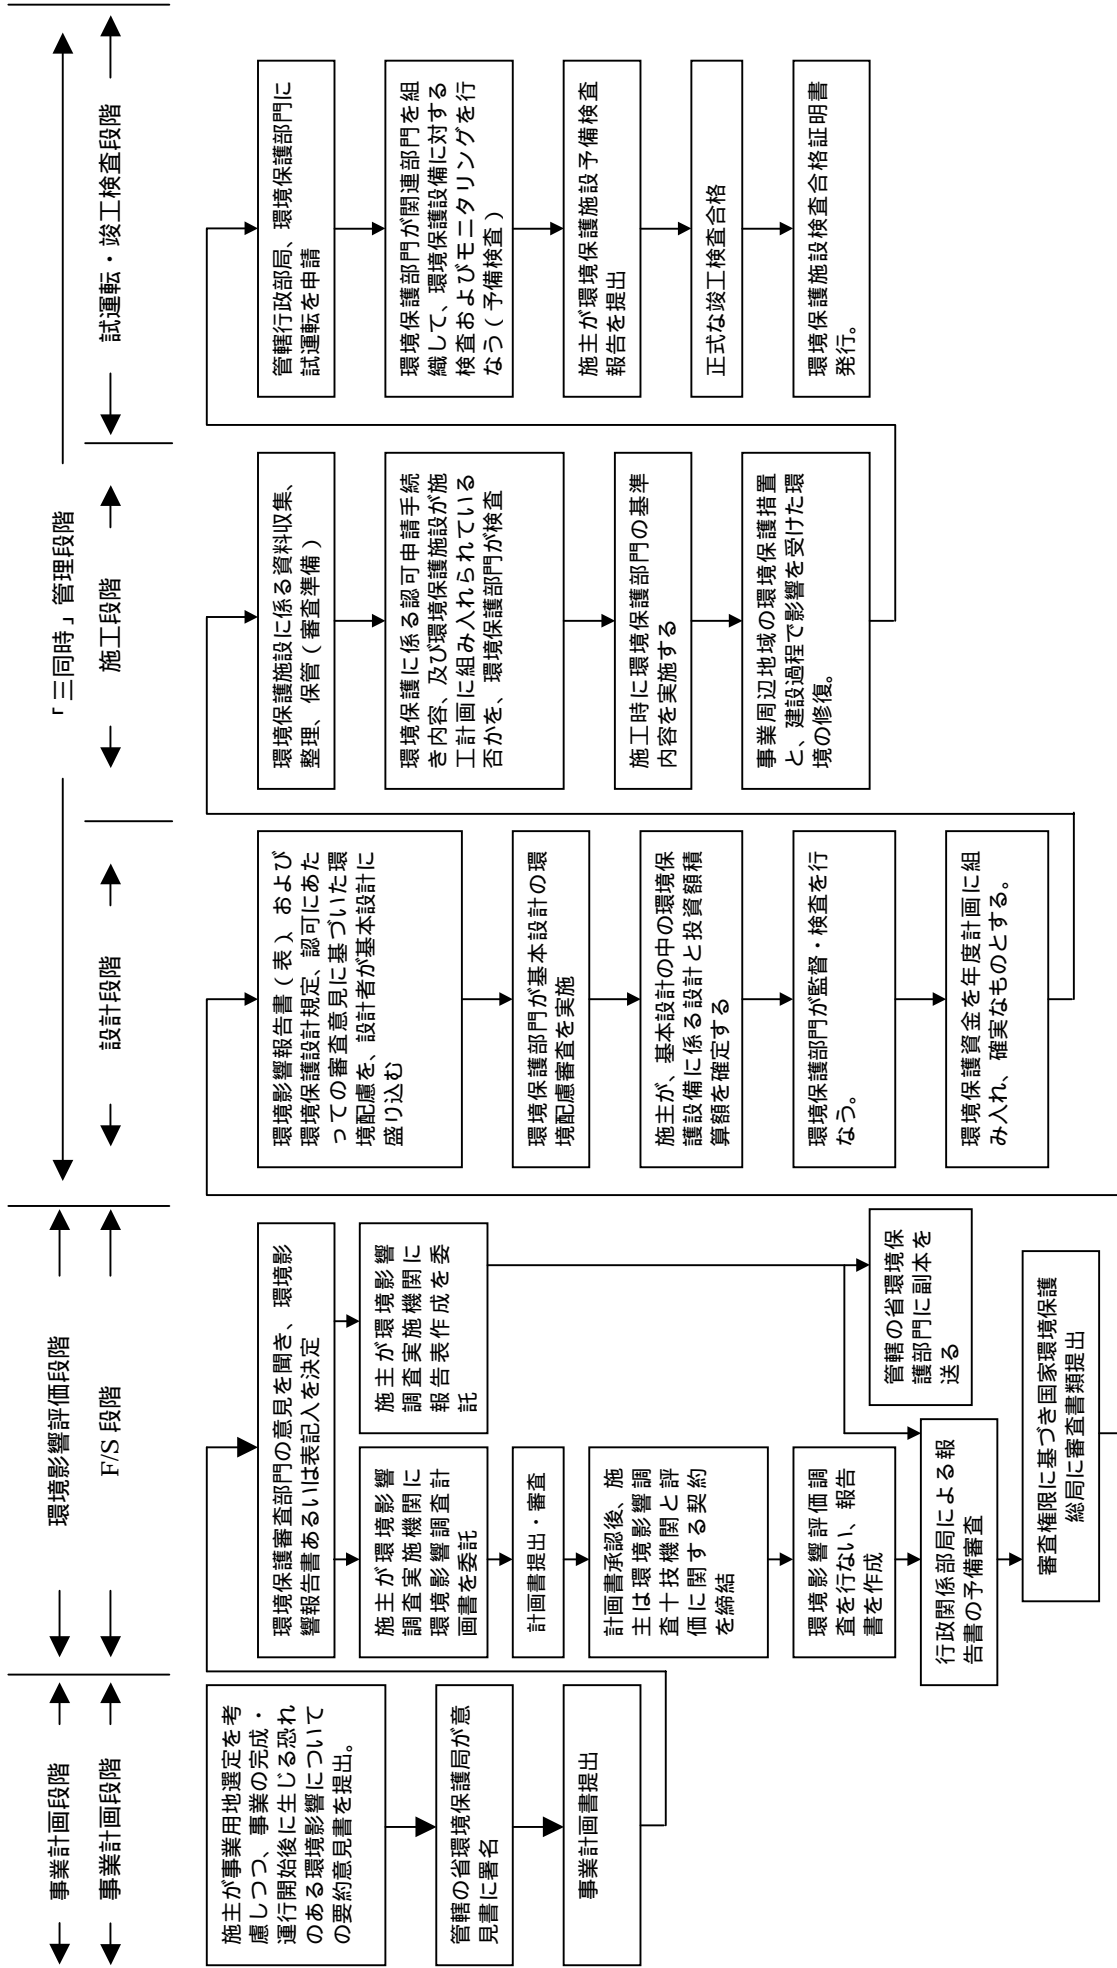 事業計画段階
環境影響評価段階
「三同時」管理段階
事業計画段階
F/S 段階
設計段階
施工段階
試運転・竣工検査段階
施主が事業用地選定を考
慮しつつ、事業の完成・
運行開始後に生じる恐れ
のある環境影響について
の要約意見書を提出。
管轄の省環境保護局が意
見書に署名
事業計画書提出
環境保護審査部門の意見を聞き、環境影
響報告書あるいは表記入を決定
施主が環境影響
調査実施機関に
環境影響調査計
画書を委託
計画書提出・審査
計画書承認後、施
主は環境影響調
査十技機関と評
価に関する契約
を締結
環境影響評価調
査を行ない、報告
書を作成
施主が環境影響
調査実施機関に
報告表作成を委
託
行政関係部局による報
告書の予備審査
管轄の省環境保
護部門に副本を
送る
審査権限に基づき国家環境保護
総局に審査書類提出
環境影響報告書（表）、および
環境保護設計規定、認可にあた
っての審査意見に基づいた環
境配慮を、設計者が基本設計に
盛り込む
環境保護部門が基本設計の環
境配慮審査を実施
施主が、基本設計の中の環境保
護設備に係る設計と投資額積
算額を確定する
環境保護部門が監督・検査を行
なう。
環境保護資金を年度計画に組
み入れ、確実なものとする。
環境保護施設に係る資料収集、
整理、保管（審査準備）
環境保護に係る認可申請手続
き内容、及び環境保護施設が施
工計画に組み入れられている
否かを、環境保護部門が検査
施工時に環境保護部門の基準
内容を実施する
事業周辺地域の環境保護措置
と、建設過程で影響を受けた環
境の修復。
管轄行政部局、環境保護部門に
試運転を申請
環境保護部門が関連部門を組
織して、環境保護設備に対する
検査およびモニタリングを行
なう（予備検査）
施主が環境保護施設予備検査
報告を提出
正式な竣工検査合格
環境保護施設検査合格証明書
発行。